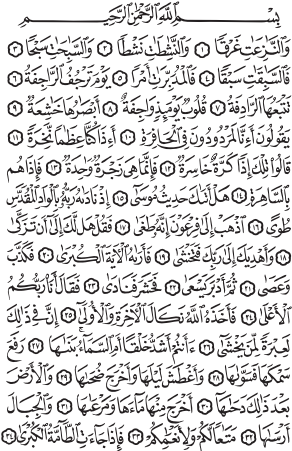 بِسْمِ ٱللَّهِ ٱلرَّحْمَٰنِ ٱلرَّحِيمِ
وَٱلنَّٰزِعَٰتِ غَرْقًا ١ وَٱلنَّٰشِطَٰتِ نَشْطًا ٢ وَٱلسَّٰبِحَٰتِ سَبْحًا ٣
فَٱلسَّٰبِقَٰتِ سَبْقًا ٤ فَٱلْمُدَبِّرَٰتِ أَمْرًا ٥ يَوْمَ تَرْجُفُ ٱلرَّاجِفَةُ ٦
تَتْبَعُهَا ٱلرَّادِفَةُ ٧ قُلُوبٌ يَوْمَئِذٍ وَاجِفَةٌ ٨ أَبْصَٰرُهَا خَٰشِعَةٌ ٩
يَقُولُونَ أَءِنَّا لَمَرْدُودُونَ فِى ٱلْحَافِرَةِ ١٠ أَءِذَا كُنَّا عِظَٰمًا نَّخِرَةً ١١
قَالُوا۟ تِلْكَ إِذًا كَرَّةٌ خَاسِرَةٌ ١٢ فَإِنَّمَا هِىَ زَجْرَةٌ وَٰحِدَةٌ ١٣ فَإِذَا هُم
بِٱلسَّاهِرَةِ ١٤ هَلْ أَتَىٰكَ حَدِيثُ مُوسَىٰٓ ١٥ إِذْ نَادَىٰهُ رَبُّهُۥ بِٱلْوَادِ ٱلْمُقَدَّسِ
طُوًى ١٦ ٱذْهَبْ إِلَىٰ فِرْعَوْنَ إِنَّهُۥ طَغَىٰ ١٧ فَقُلْ هَل لَّكَ إِلَىٰٓ أَن تَزَكَّىٰ
١٨ وَأَهْدِيَكَ إِلَىٰ رَبِّكَ فَتَخْشَىٰ ١٩ فَأَرَىٰهُ ٱلْءَايَةَ ٱلْكُبْرَىٰ ٢٠ فَكَذَّبَ
وَعَصَىٰ ٢١ ثُمَّ أَدْبَرَ يَسْعَىٰ ٢٢ فَحَشَرَ فَنَادَىٰ ٢٣ فَقَالَ أَنَا۠ رَبُّكُمُ
ٱلْأَعْلَىٰ ٢٤ فَأَخَذَهُ ٱللَّهُ نَكَالَ ٱلْءَاخِرَةِ وَٱلْأُولَىٰٓ ٢٥ إِنَّ فِى ذَٰلِكَ
لَعِبْرَةً لِّمَن يَخْشَىٰٓ ٢٦ ءَأَنتُمْ أَشَدُّ خَلْقًا أَمِ ٱلسَّمَآءُ بَنَىٰهَا ٢٧ رَفَعَ
سَمْكَهَا فَسَوَّىٰهَا ٢٨ وَأَغْطَشَ لَيْلَهَا وَأَخْرَجَ ضُحَىٰهَا ٢٩ وَٱلْأَرْضَ
بَعْدَ ذَٰلِكَ دَحَىٰهَآ ٣٠ أَخْرَجَ مِنْهَا مَآءَهَا وَمَرْعَىٰهَا ٣١ وَٱلْجِبَالَ
أَرْسَىٰهَا ٣٢ مَتَٰعًا لَّكُمْ وَلِأَنْعَٰمِكُمْ ٣٣ فَإِذَا جَآءَتِ ٱلطَّآمَّةُ ٱلْكُبْرَىٰ ٣٤